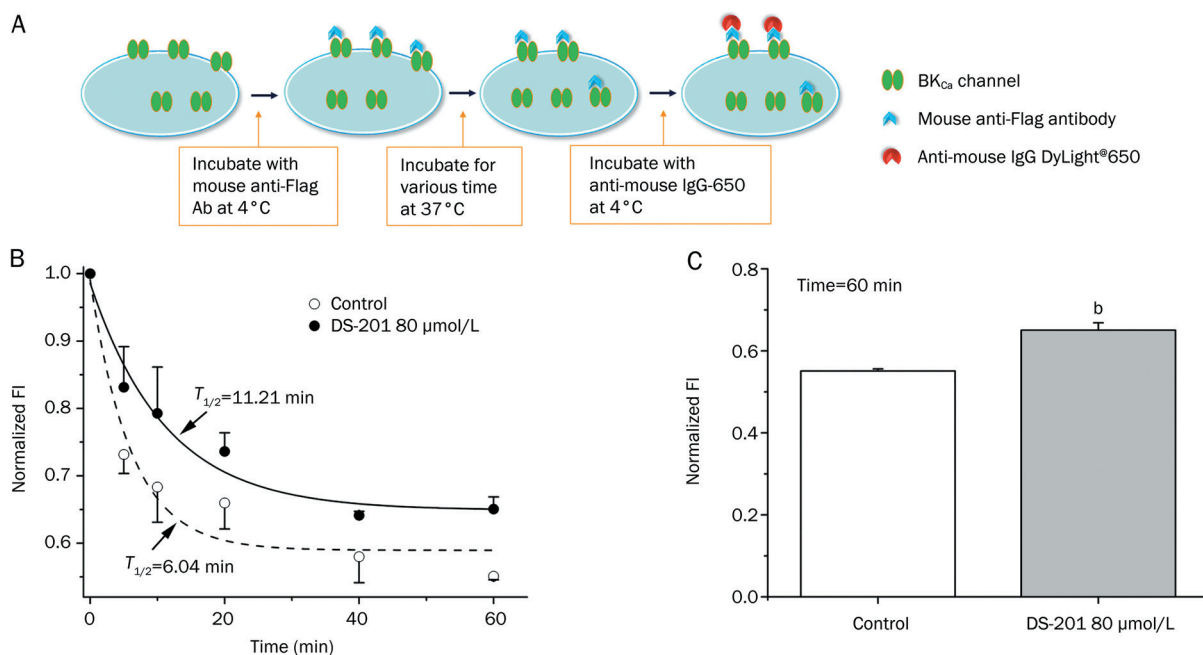 A
Incubate with
mouse anti-Flag
Ab at 4°C
Incubate for
various time
at 37°C
Incubate with
anti-mouse IgG-650
at 4°C
BKCa channel
Mouse anti-Flag antibody
Anti-mouse IgG DyLight@650
B
Normalized FI
1.0
0.9
0.8
0.7
0.6
Control
DS-201 80 μmol/L
T1/2=11.21 min
T1/2=6.04 min
0
20
40
60
Time (min)
C
Normalized FI
0.8
0.6
0.4
0.2
0.0
Time=60 min
b
Control
DS-201 80 μmol/L